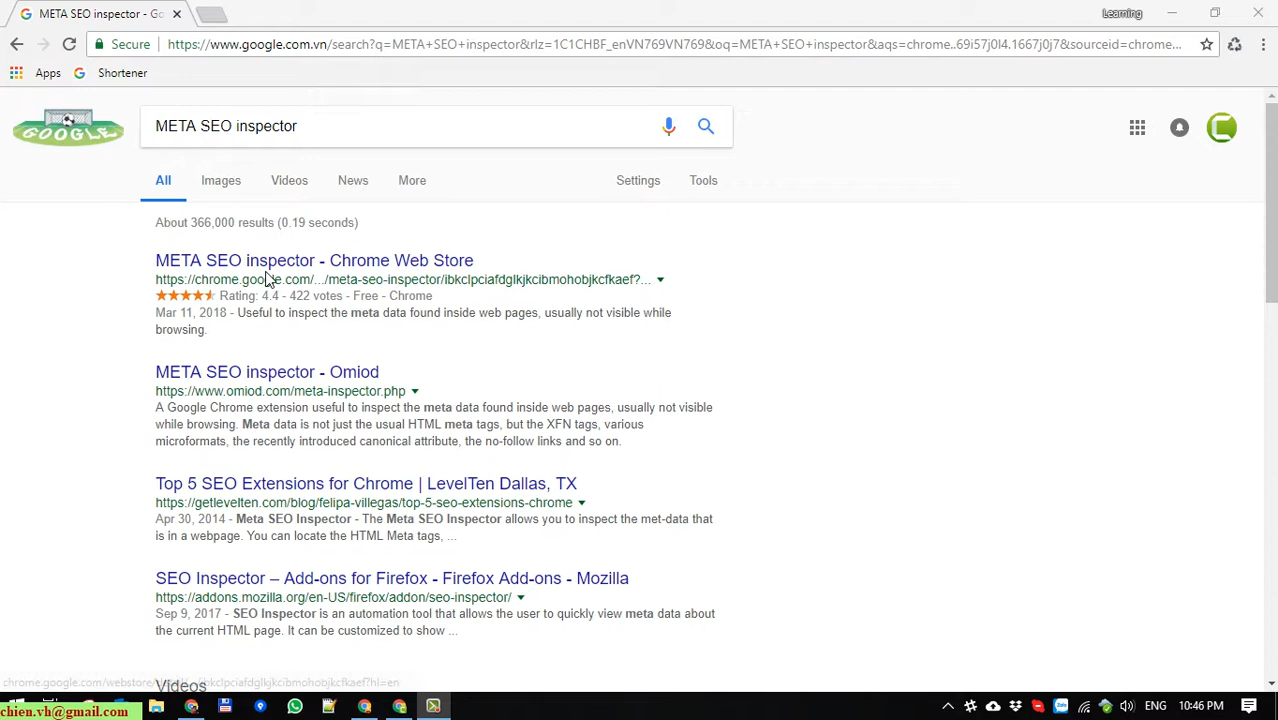 META SEO inspector - Go
Learning
Secure
https://www.google.com.vn/search?q=META+SEO+inspector&rlz=1C1CHBF_enVN769VN769&oq=META+SEO+inspector&aqs=chrome..69i57j0l4.1667j0j7&sourceid=chrome...
Apps
Shortener
GOOGLE
META SEO inspector
All
Images
Videos
News
More
Settings
Tools
About 366,000 results (0.19 seconds)
META SEO inspector - Chrome Web Store
https://chrome.google.com/.../meta-seo-inspector/ibkclpciafdglkjkcibmohobjkcfkaef?...
Rating: 4.4 - 422 votes - Free - Chrome
Mar 11, 2018 - Useful to inspect the meta data found inside web pages, usually not visible while
browsing.
META SEO inspector - Omiod
https://www.omiod.com/meta-inspector.php
A Google Chrome extension useful to inspect the meta data found inside web pages, usually not visible
while browsing. Meta data is not just the usual HTML meta tags, but the XFN tags, various
microformats, the recently introduced canonical attribute, the no-follow links and so on.
Top 5 SEO Extensions for Chrome | LevelTen Dallas, TX
https://getlevelten.com/blog/felipa-villegas/top-5-seo-extensions-chrome
Apr 30, 2014 - Meta SEO Inspector - The Meta SEO Inspector allows you to inspect the met-data that
is in a webpage. You can locate the HTML Meta tags, ...
SEO Inspector – Add-ons for Firefox - Firefox Add-ons - Mozilla
https://addons.mozilla.org/en-US/firefox/addon/seo-inspector/
Sep 9, 2017 - SEO Inspector is an automation tool that allows the user to quickly view meta data about
the current HTML page. It can be customized to show ...
Videos
chien.vh@gmail.com
ENG
10:46 PM